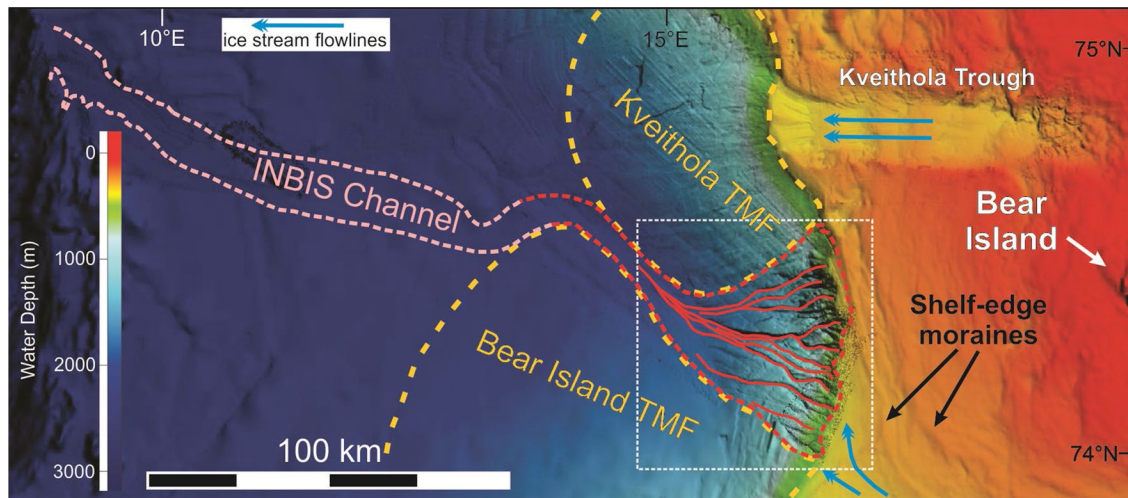 10°E
ice stream flowlines
15°E
75°N
Kveithola Trough
Kveithola TMF
0
INBIS Channel
Bear
Island
1000
Shelf-edge
moraines
Water Depth (m)
2000
Bear Island TMF
100 km
74°N
3000